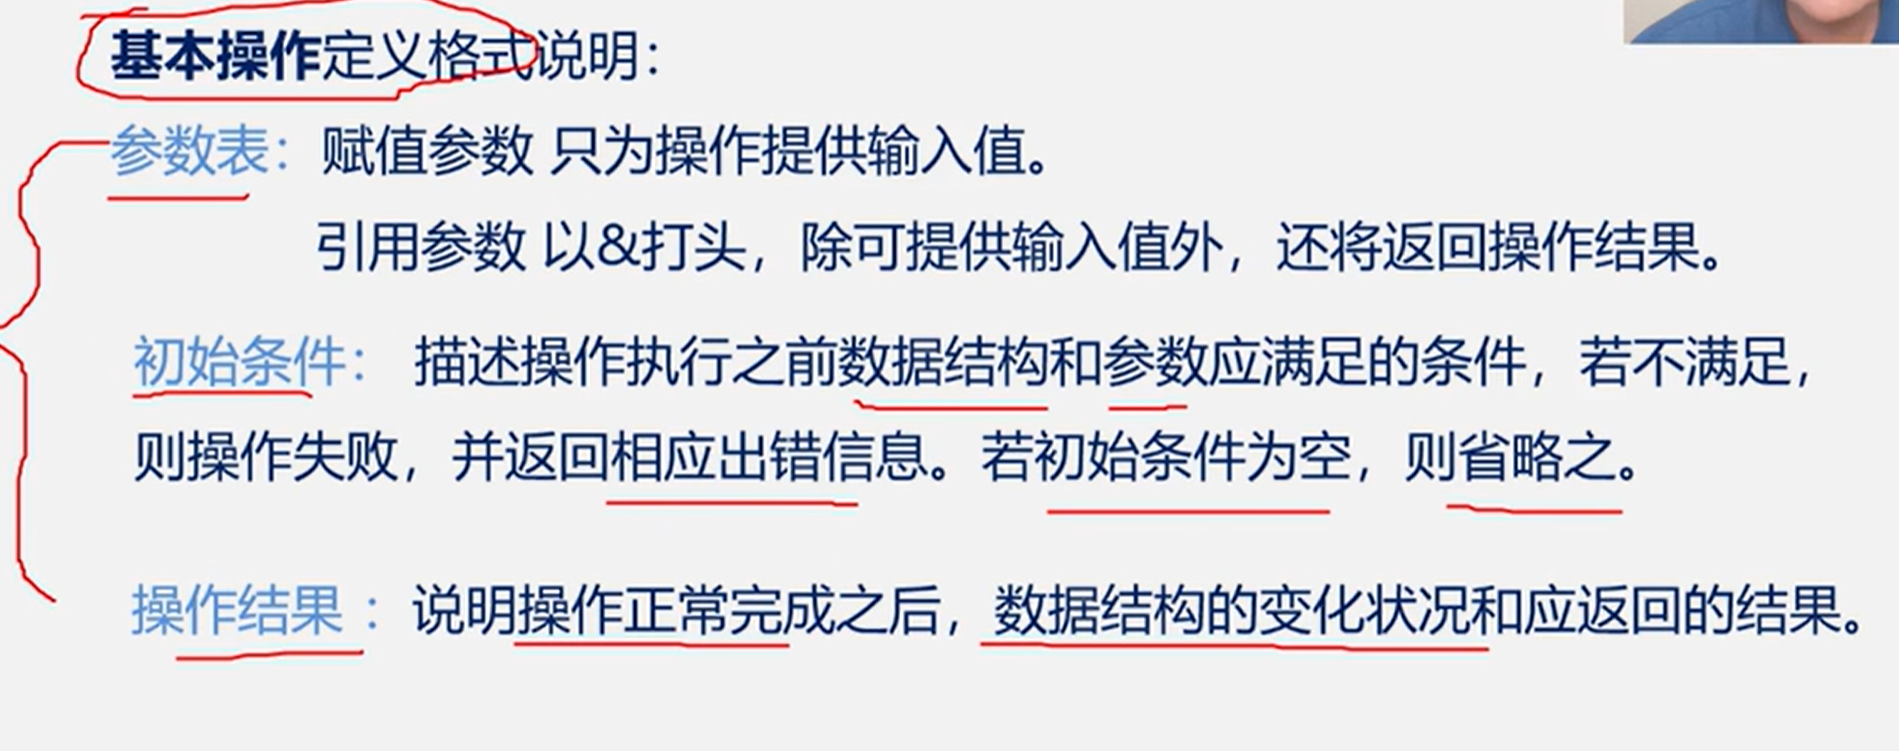 基本操作定义格式说明：
参数表：赋值参数 只为操作提供输入值。
引用参数 以&打头，除可提供输入值外，还将返回操作结果。
初始条件：描述操作执行之前数据结构和参数应满足的条件，若不满足，
则操作失败，并返回相应出错信息。若初始条件为空，则省略之。
操作结果：说明操作正常完成之后，数据结构的变化状况和应返回的结果。